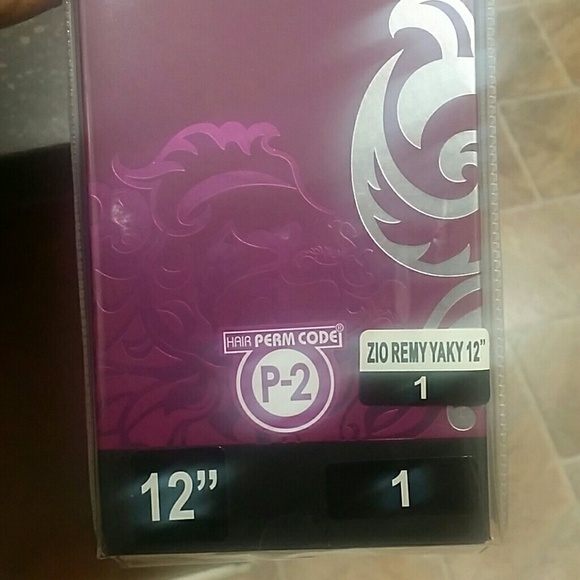 HAIR PERM CODE®
P-2
ZIO REMY YAKY 12"
1
12”
1